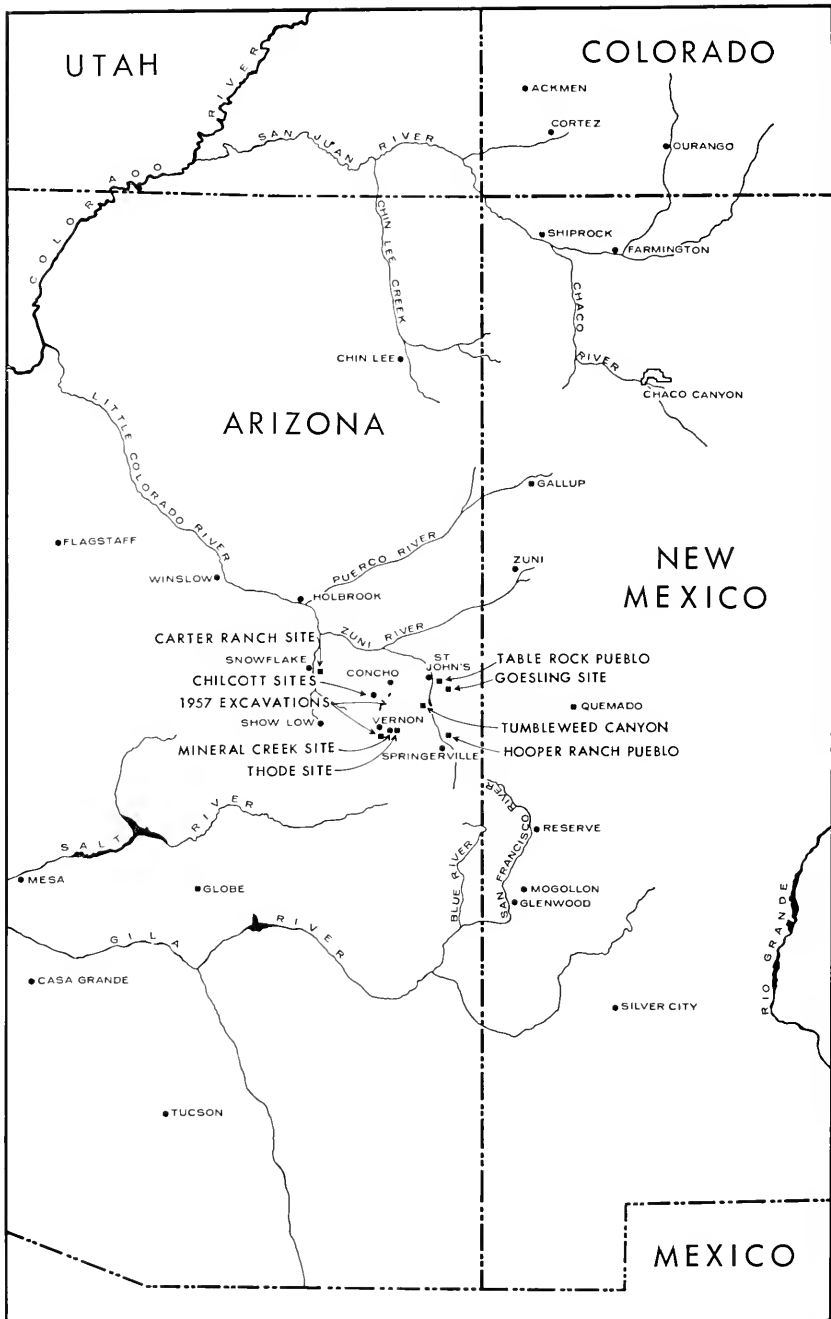 UTAH
COLORADO
COLORADO RIVER
ACKMEN
CORTEZ
OURANGO
SAN JUAN RIVER
CHIN LEE CREEK
SHIPROCK
FARMINGTON
CHACO RIVER
CHIN LEE
CHACO CANYON
ARIZONA
LITTLE COLORADO RIVER
GALLUP
FLAGSTAFF
PUERCO RIVER
NEW
MEXICO
ZUNI
WINSLOW
HOLBROOK
ZUNI RIVER
CARTER RANCH SITE
SNOWFLAKE
CONCHO
ST
JOHN'S
TABLE ROCK PUEBLO
GOESLING SITE
CHILCOTT SITES
1957 EXCAVATIONS
QUEMADO
SHOW LOW
VERNON
TUMBLEWEED CANYON
MINERAL CREEK SITE
HOOPER RANCH PUEBLO
SPRINGERVILLE
THODE SITE
SALT RIVER
SAN FRANCISCO RIVER
RESERVE
BLUE RIVER
MESA
GLOBE
MOGOLLON
GLENWOOD
GILA RIVER
RIO GRANDE
CASA GRANDE
SILVER CITY
TUCSON
MEXICO